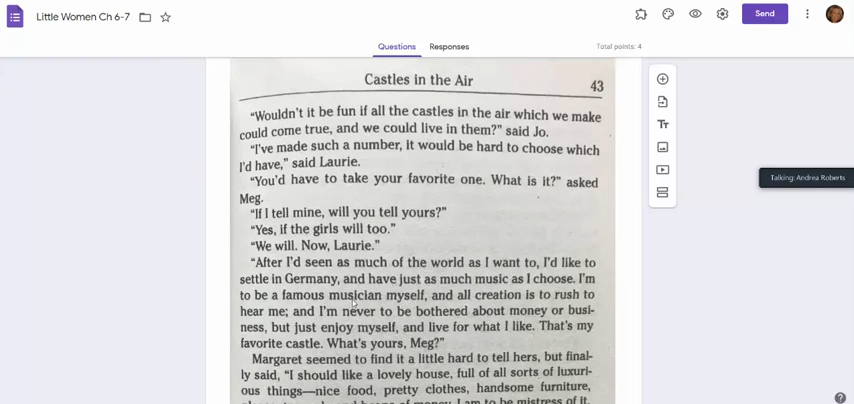 Little Women Ch 6-7
Send
Questions
Responses
Total points: 4
Castles in the Air
43
"Wouldn't it be fun if all the castles in the air which we make
could come true, and we could live in them?" said Jo.
"I've made such a number, it would be hard to choose which
I'd have," said Laurie.
"You'd have to take your favorite one. What is it?" asked
Meg.
"If I tell mine, will you tell yours?"
"Yes, if the girls will too."
"We will. Now, Laurie."
"After I'd seen as much of the world as I want to, I'd like to
settle in Germany, and have just as much music as I choose. I'm
to be a famous musician myself, and all creation is to rush to
hear me; and I'm never to be bothered about money or busi-
ness, but just enjoy myself, and live for what I like. That's my
favorite castle. What's yours, Meg?"
Margaret seemed to find it a little hard to tell hers, but final-
ly said, "I should like a lovely house, full of all sorts of luxuri-
ous things—nice food, pretty clothes, handsome furniture,
I am to be mistress of it,
Tт
Talking: Andrea Roberts